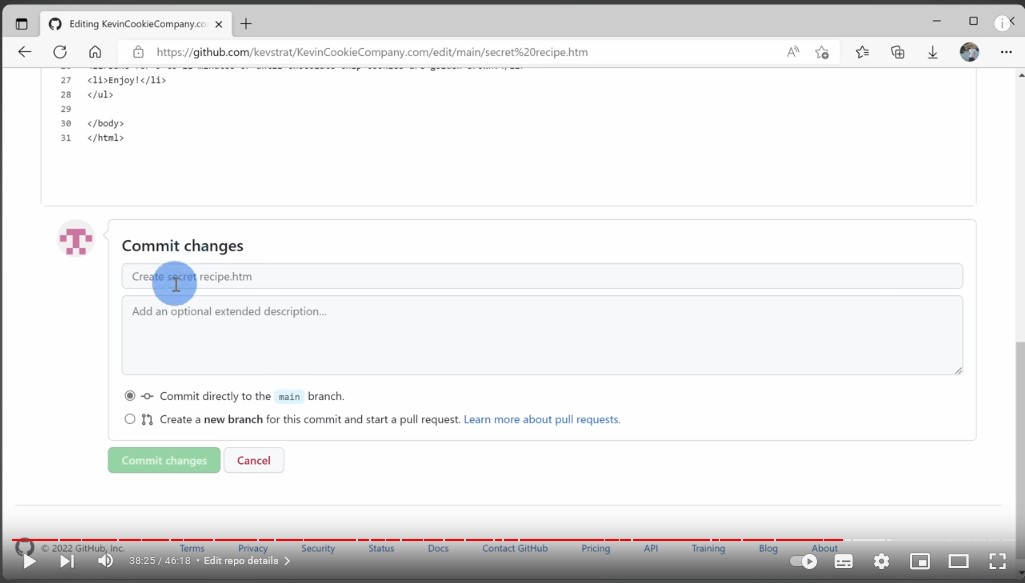 Editing KevinCookieCompany.co
https://github.com/kevstrat/KevinCookieCompany.com/edit/main/secret%20recipe.htm
27 <li>Enjoy!</li>
28 </ul>
29
30 </body>
31 </html>
Commit changes
Create secret recipe.htm
Add an optional extended description...
Commit directly to the main branch.
Create a new branch for this commit and start a pull request. Learn more about pull requests.
Commit changes Cancel
© 2022 GitHub, Inc. Terms Privacy Security Status Docs Contact GitHub Pricing API Training Blog About
38:25 / 46:18 • Edit repo details >